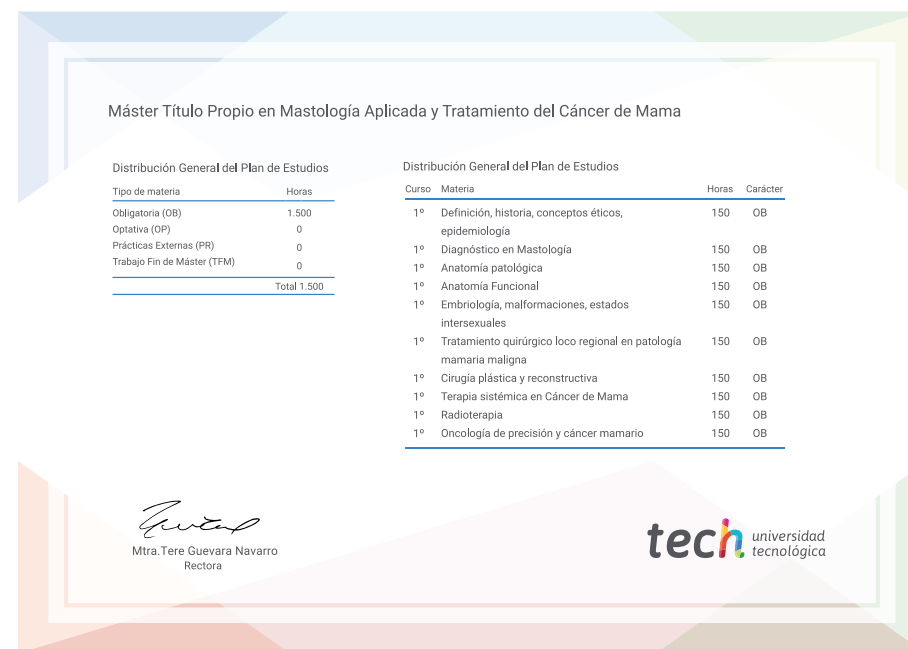 Máster Título Propio en Mastología Aplicada y Tratamiento del Cáncer de Mama
Distribución General del Plan de Estudios
Tipo de materia Horas
Obligatoria (OB) 1.500
Optativa (OP) 0
Prácticas Externas (PR) 0
Trabajo Fin de Máster (TFM) 0
Total 1.500
Distribución General del Plan de Estudios
Curso Materia Horas Carácter
1º Definición, historia, conceptos éticos, 150 OB
epidemiología
1º Diagnóstico en Mastología 150 OB
1º Anatomía patológica 150 OB
1º Anatomía Funcional 150 OB
1º Embriología, malformaciones, estados 150 OB
intersexuales
1º Tratamiento quirúrgico loco regional en patología 150 OB
mamaria maligna
1º Cirugía plástica y reconstructiva 150 OB
1º Terapia sistémica en Cáncer de Mama 150 OB
1º Radioterapia 150 OB
1º Oncología de precisión y cáncer mamario 150 OB
Mtra.Tere Guevara Navarro
Rectora
tech universidad
tecnológica